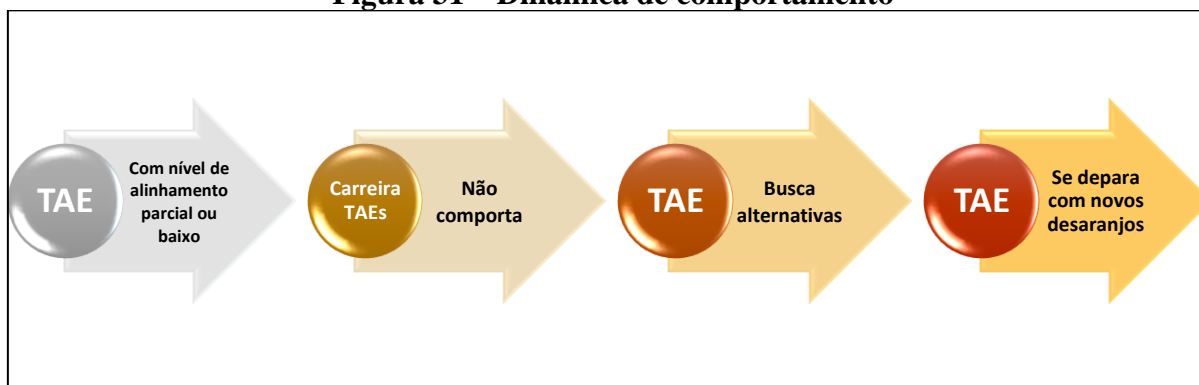 Figura 31 – Dinâmica de comportamento
TAE
Com nível de
alinhamento
parcial ou
baixo
Carreira
TAEs
Não
comporta
TAE
Busca
alternativas
TAE
Se depara
com novos
desaranjos